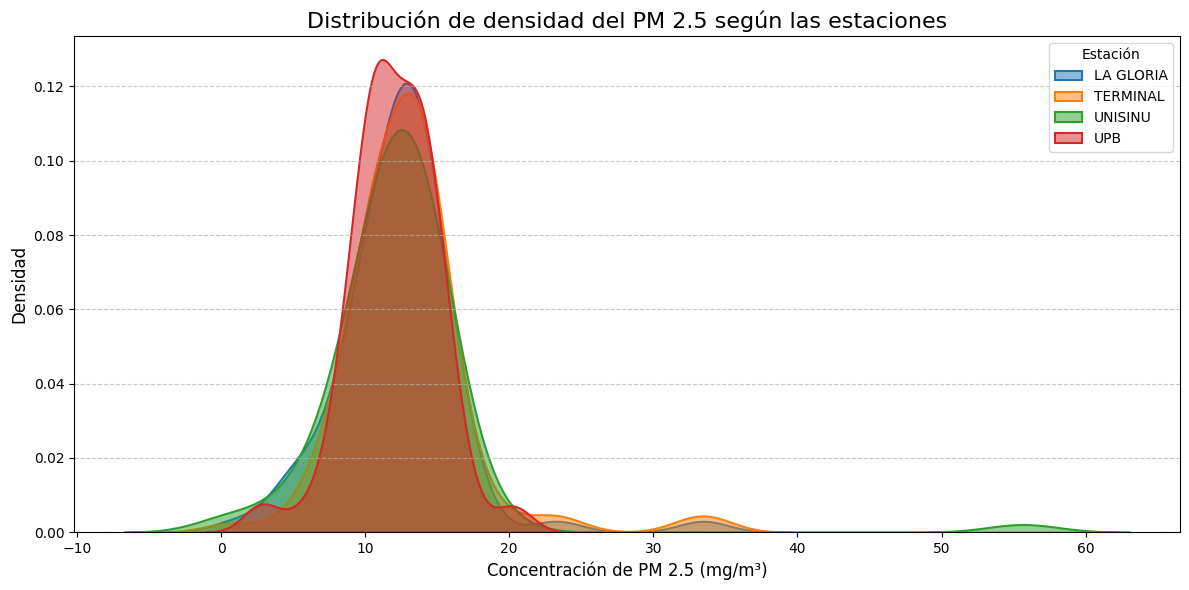 Distribución de densidad del PM 2.5 según las estaciones
Estación
LA GLORIA
TERMINAL
UNISINU
UPB
Densidad
0.12
0.10
0.08
0.06
0.04
0.02
0.00
−10 0 10 20 30 40 50 60
Concentración de PM 2.5 (mg/m³)